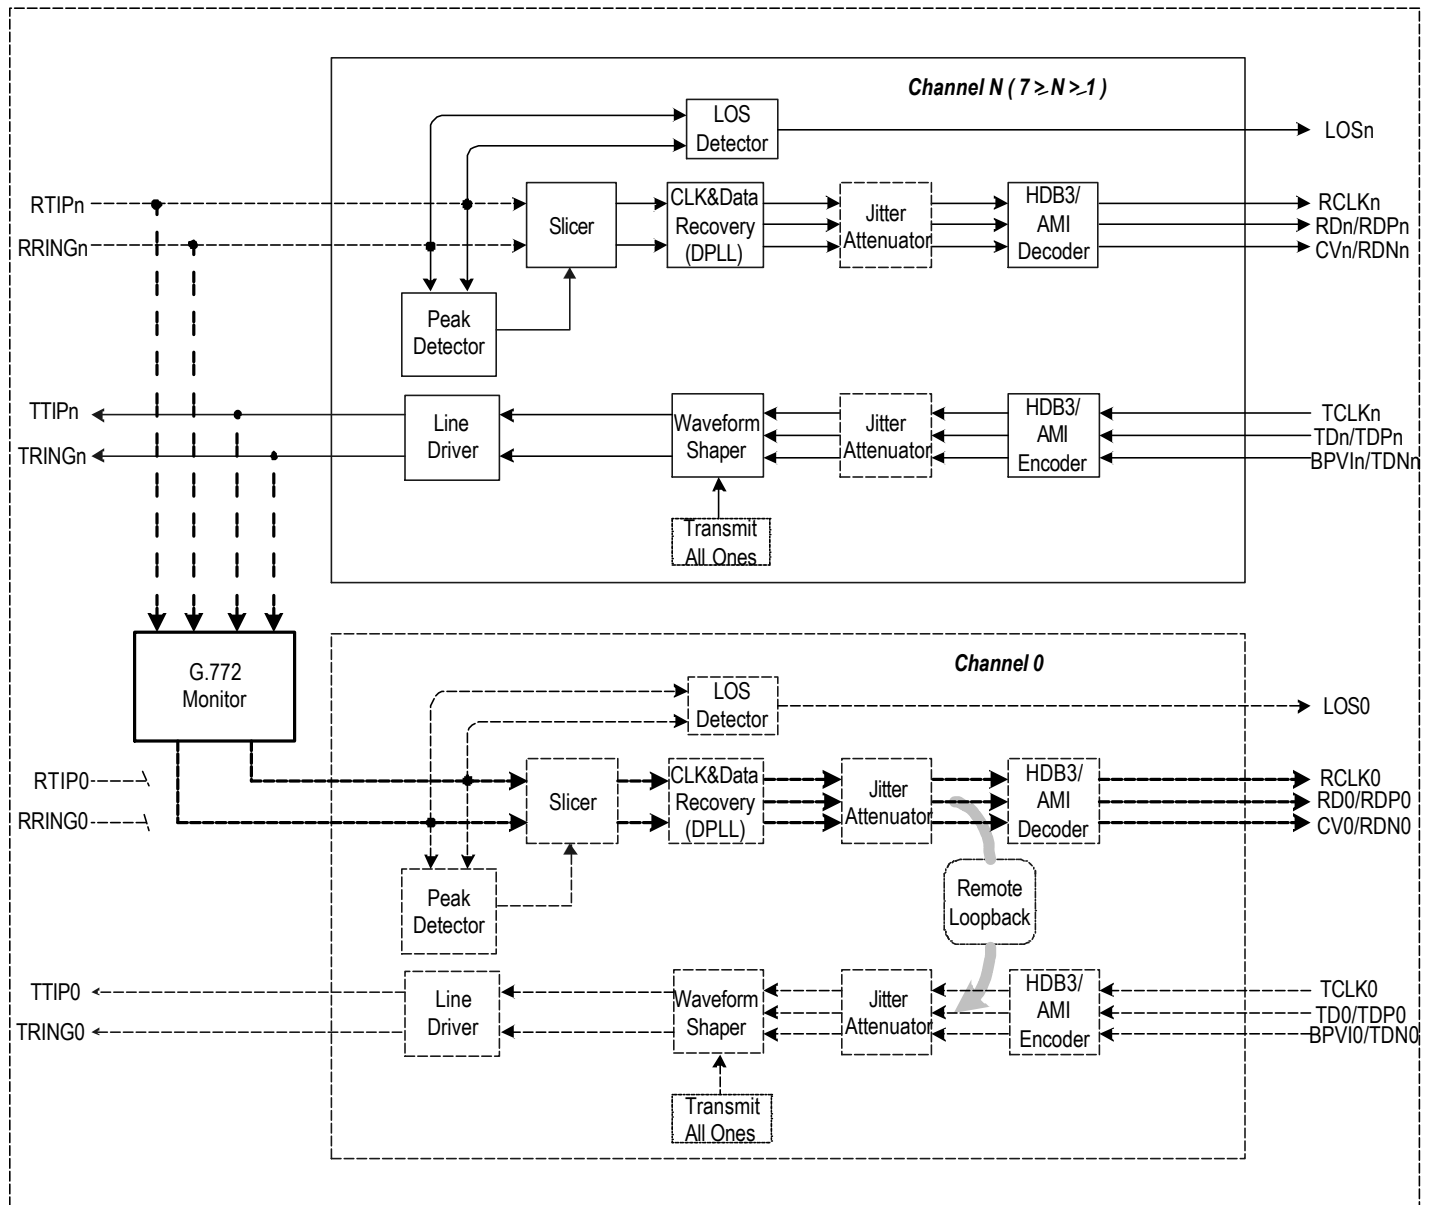 Channel N ( 7 > N > 1 )
LOS
Detector
LOSn
RTIPn
RRINGn
Slicer
CLK&Data
Recovery
(DPLL)
Jitter
Attenuator
HDB3/
AMI
Decoder
RCLKn
RDn/RDPn
CVn/RDNn
Peak
Detector
TTIPn
TRINGn
Line
Driver
Waveform
Shaper
Jitter
Attenuator
HDB3/
AMI
Encoder
TCLKn
TDn/TDPn
BPVIn/TDNn
Transmit
All Ones
G.772
Monitor
Channel 0
LOS
Detector
LOS0
RTIP0
RRING0
Slicer
CLK&Data
Recovery
(DPLL)
Jitter
Attenuator
HDB3/
AMI
Decoder
RCLK0
RD0/RDP0
CV0/RDN0
Peak
Detector
Remote
Loopback
TTIP0
TRING0
Line
Driver
Waveform
Shaper
Jitter
Attenuator
HDB3/
AMI
Encoder
TCLK0
TD0/TDP0
BPVI0/TDN0
Transmit
All Ones